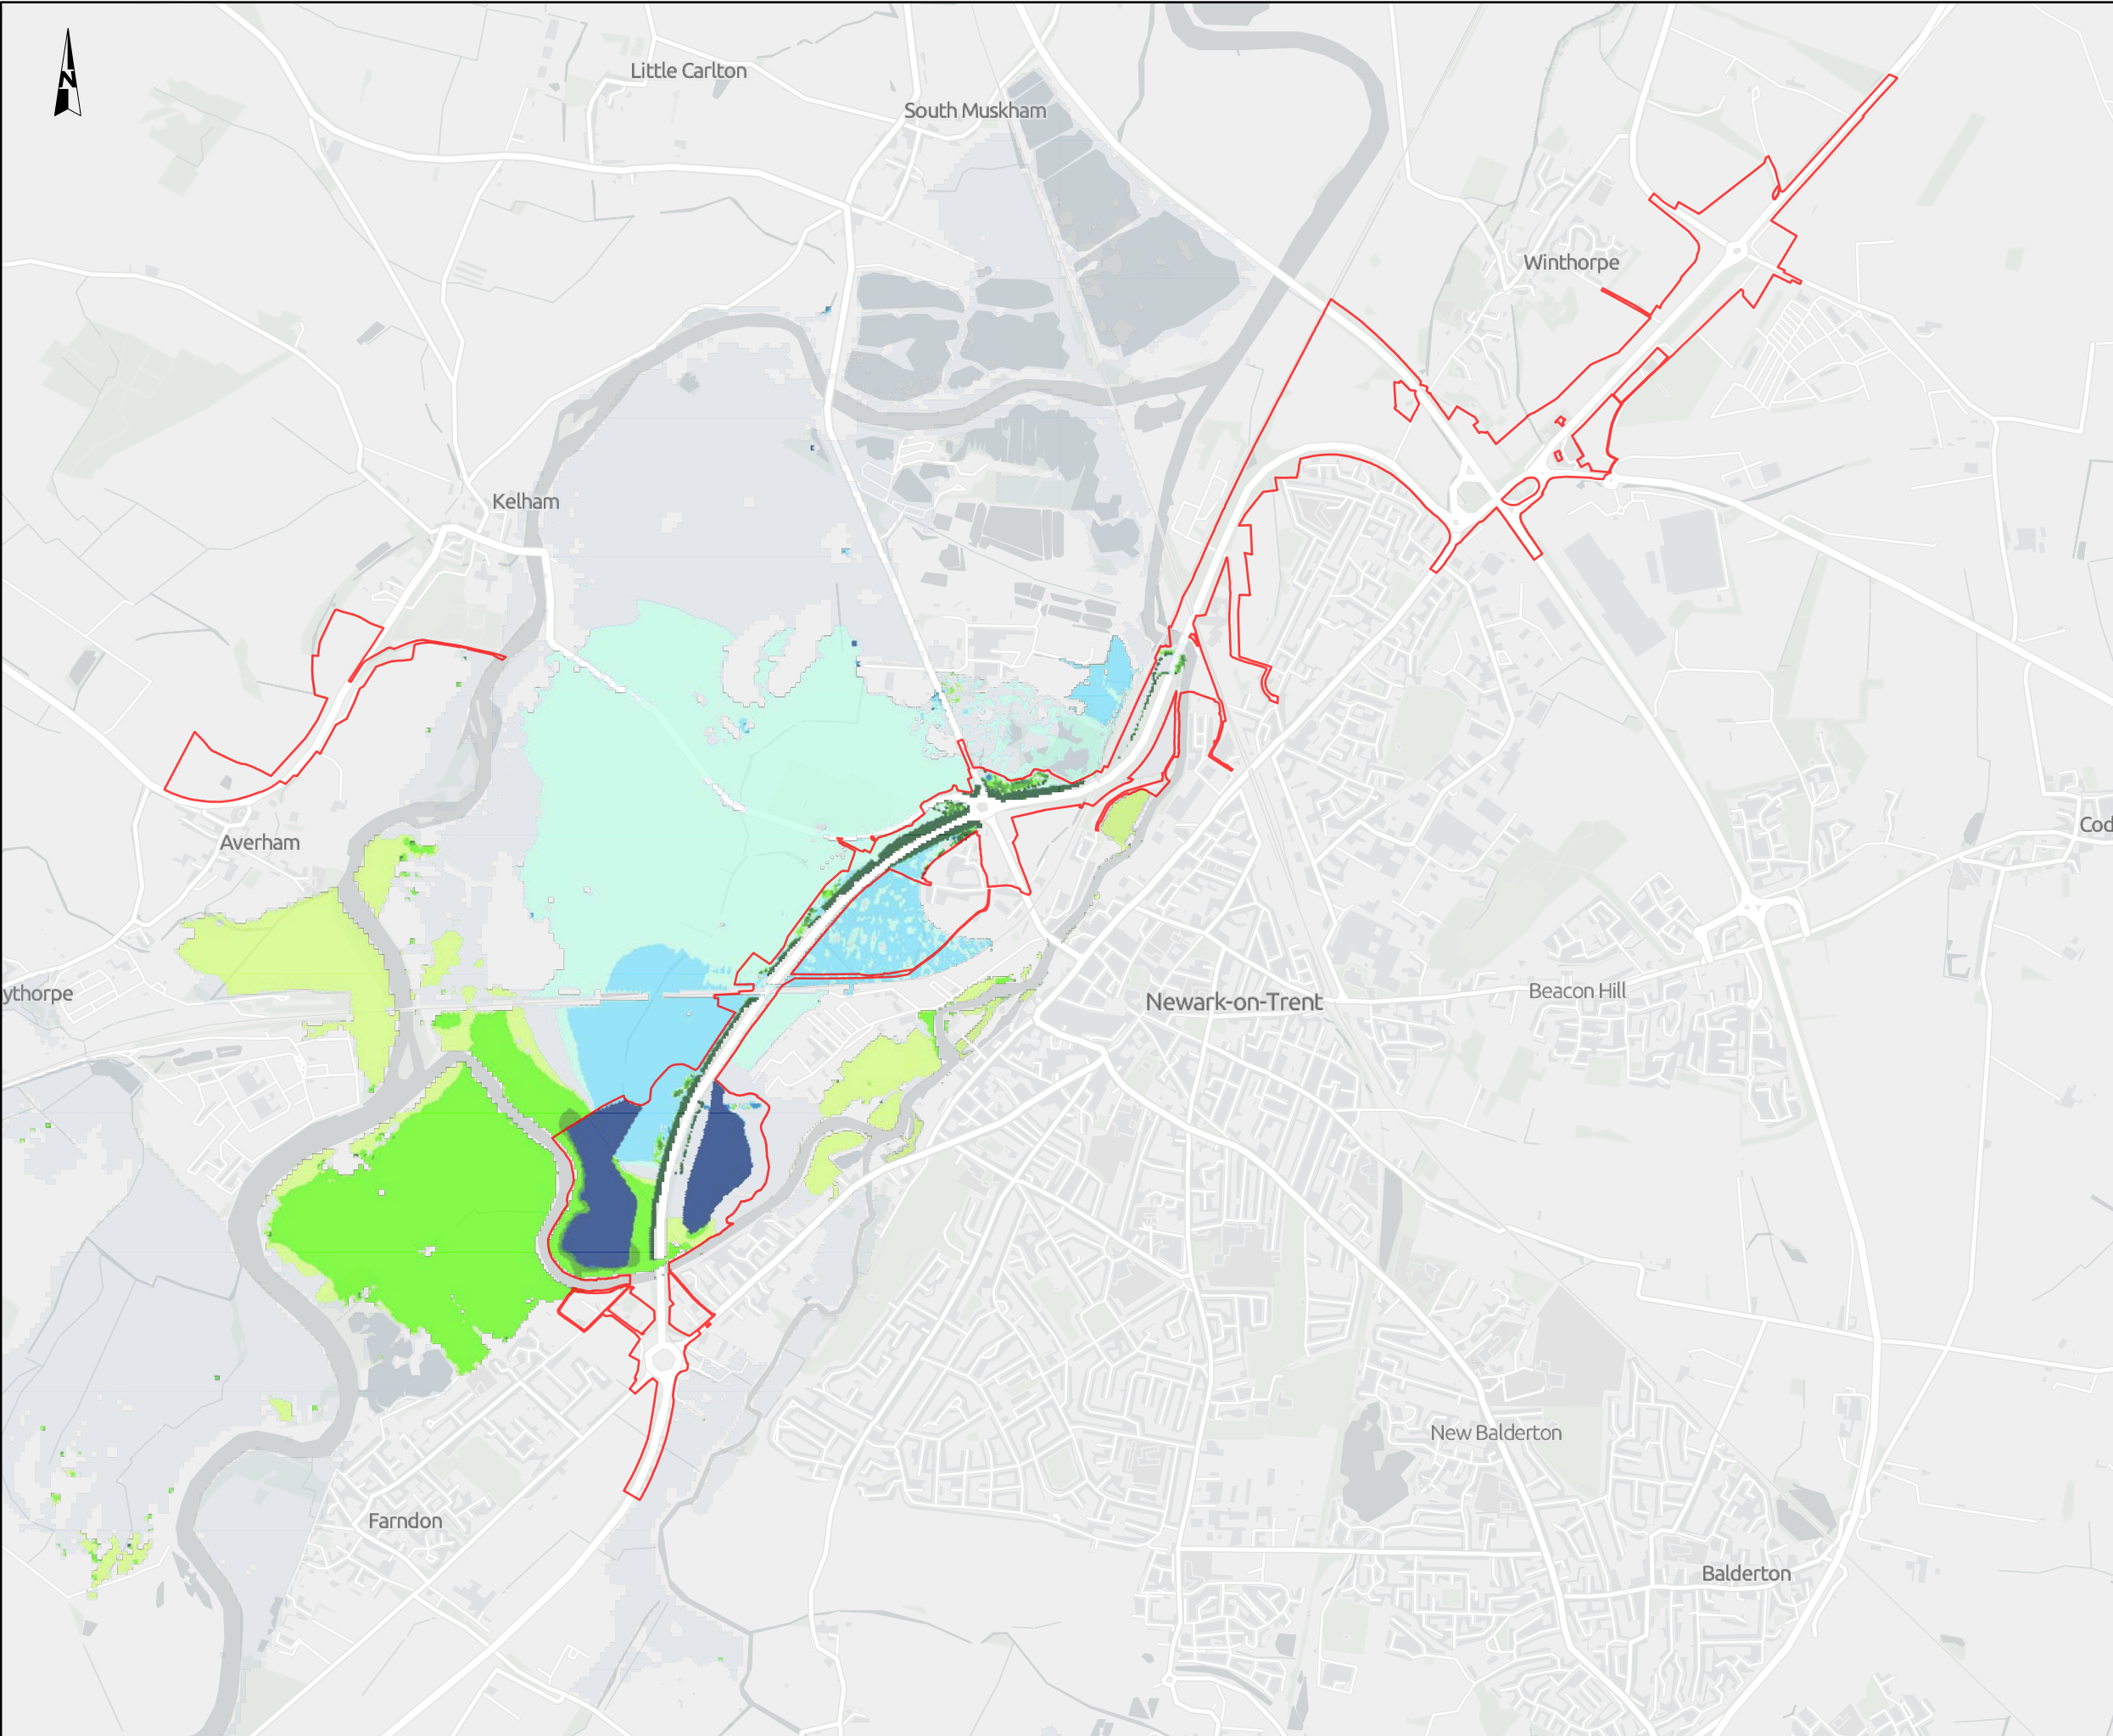 N
Little Carlton
South Muskham
Winthorpe
Kelham
Averham
Cod
ythorpe
Newark-on-Trent
Beacon Hill
New Balderton
Farndon
Balderton